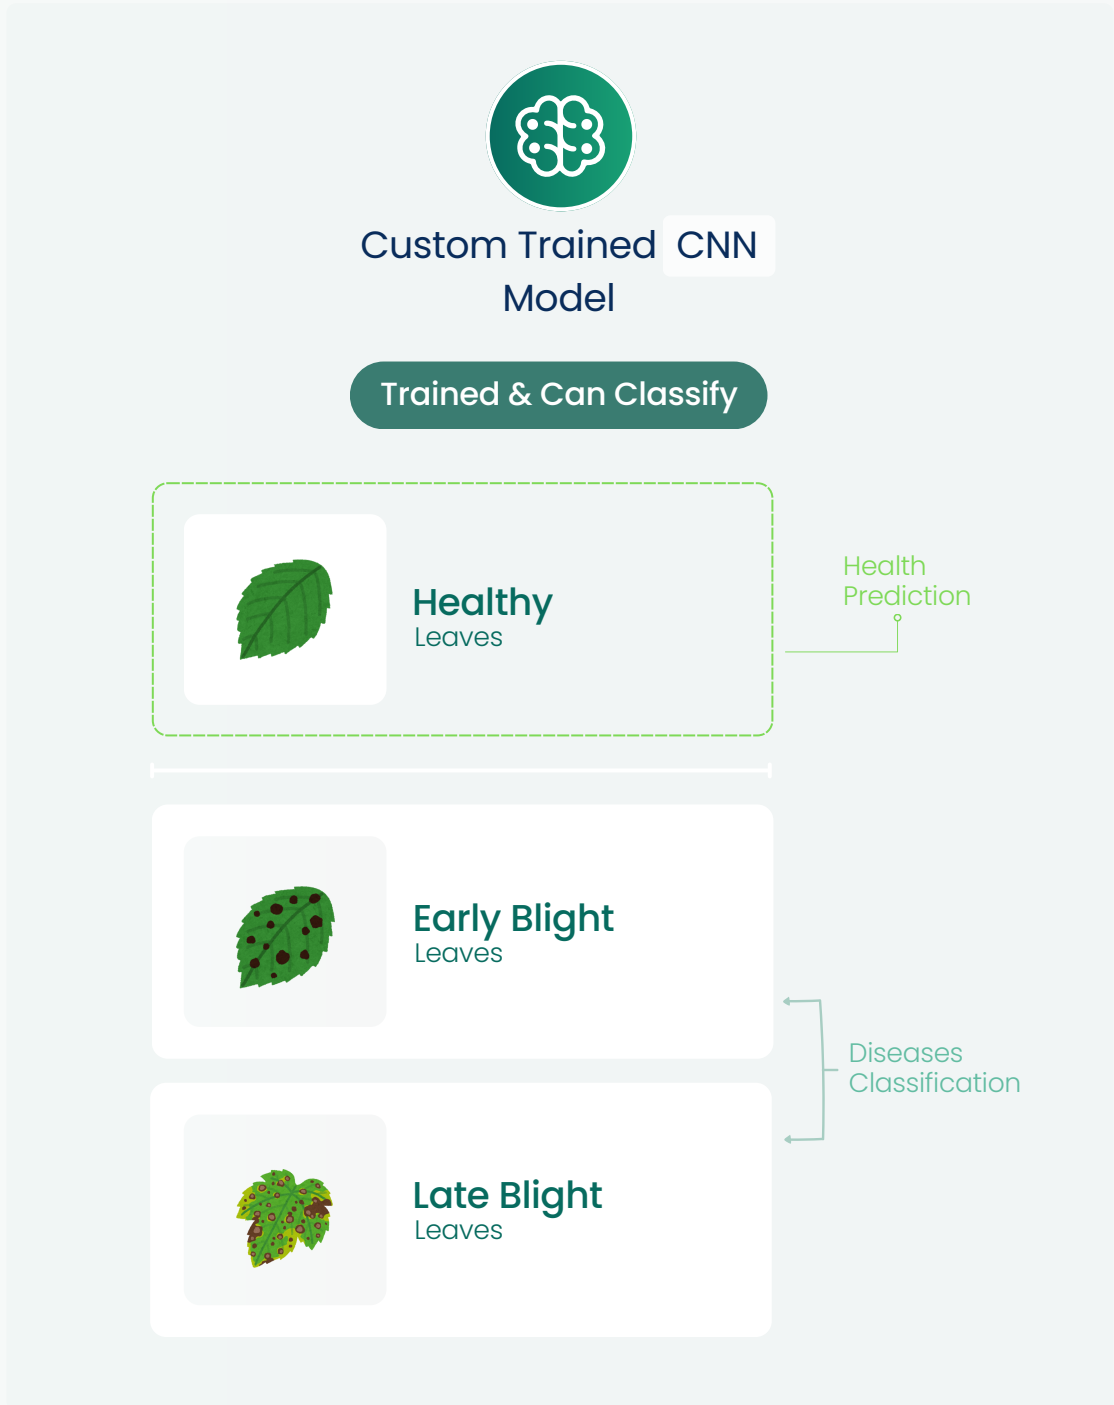 Custom Trained CNN
Model
Trained & Can Classify
Healthy
Leaves
Health
Prediction
Early Blight
Leaves
Diseases
Classification
Late Blight
Leaves